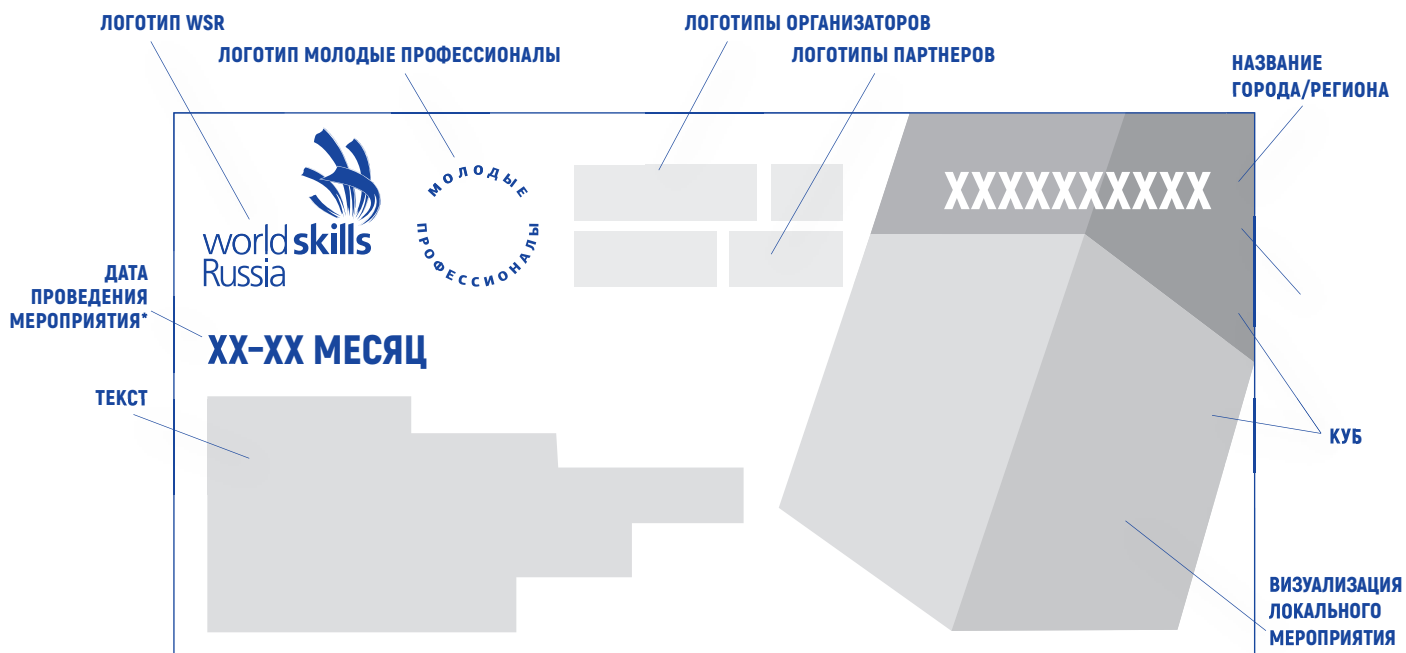 ЛОГОТИП WSR
ЛОГОТИПЫ ОРГАНИЗАТОРОВ
ЛОГОТИП МОЛОДЫЕ ПРОФЕССИОНАЛЫ
ЛОГОТИПЫ ПАРТНЕРОВ
НАЗВАНИЕ
ГОРОДА/РЕГИОНА
МОЛОДЫЕ
ПРОФЕССИОНАЛЫ
XXXXXXXXXX
worldskills
Russia
ДАТА
ПРОВЕДЕНИЯ
МЕРОПРИЯТИЯ*
XX–XX МЕСЯЦ
ТЕКСТ
КУБ
ВИЗУАЛИЗАЦИЯ
ЛОКАЛЬНОГО
МЕРОПРИЯТИЯ